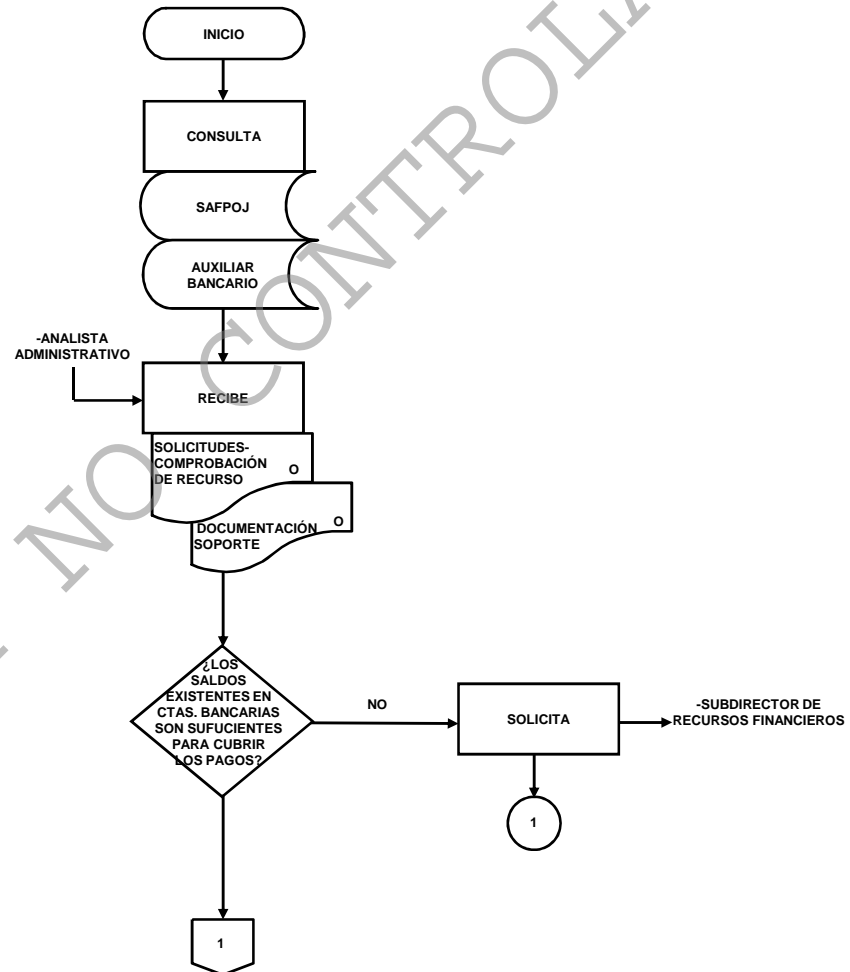 INICIO
CONSULTA
SAFPOJ
AUXILIAR
BANCARIO
-ANALISTA
ADMINISTRATIVO
RECIBE
SOLICITUDES-
COMPROBACIÓN
DE RECURSO
O
DOCUMENTACIÓN
SOPORTE
O
¿LOS
SALDOS
EXISTENTES EN
CTAS. BANCARIAS
SON SUFUCIENTES
PARA CUBRIR
LOS PAGOS?
NO
SOLICITA
-SUBDIRECTOR DE
RECURSOS FINANCIEROS
1
1
NO CONTROLA